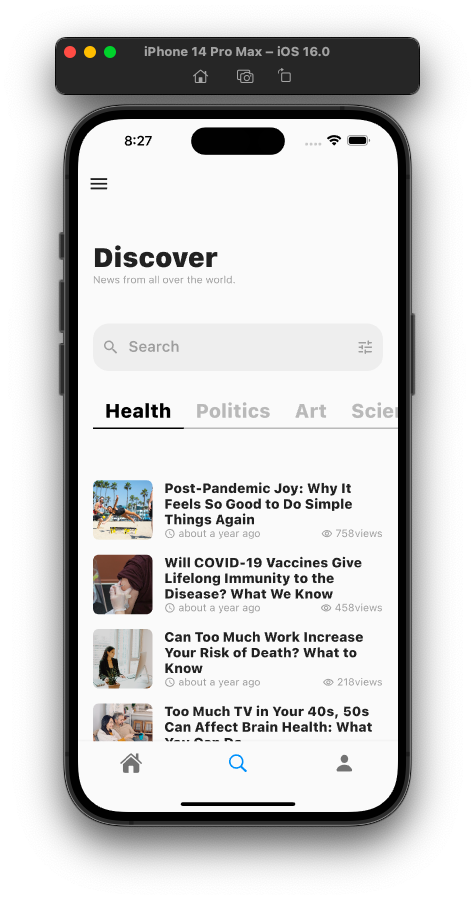 iPhone 14 Pro Max – iOS 16.0
8:27
Discover
News from all over the world.
Search
Health Politics Art Scien
Post-Pandemic Joy: Why It
Feels So Good to Do Simple
Things Again
about a year ago 758views
Will COVID-19 Vaccines Give
Lifelong Immunity to the
Disease? What We Know
about a year ago 458views
Can Too Much Work Increase
Your Risk of Death? What to
Know
about a year ago 218views
Too Much TV in Your 40s, 50s
Can Affect Brain Health: What
You Can Do